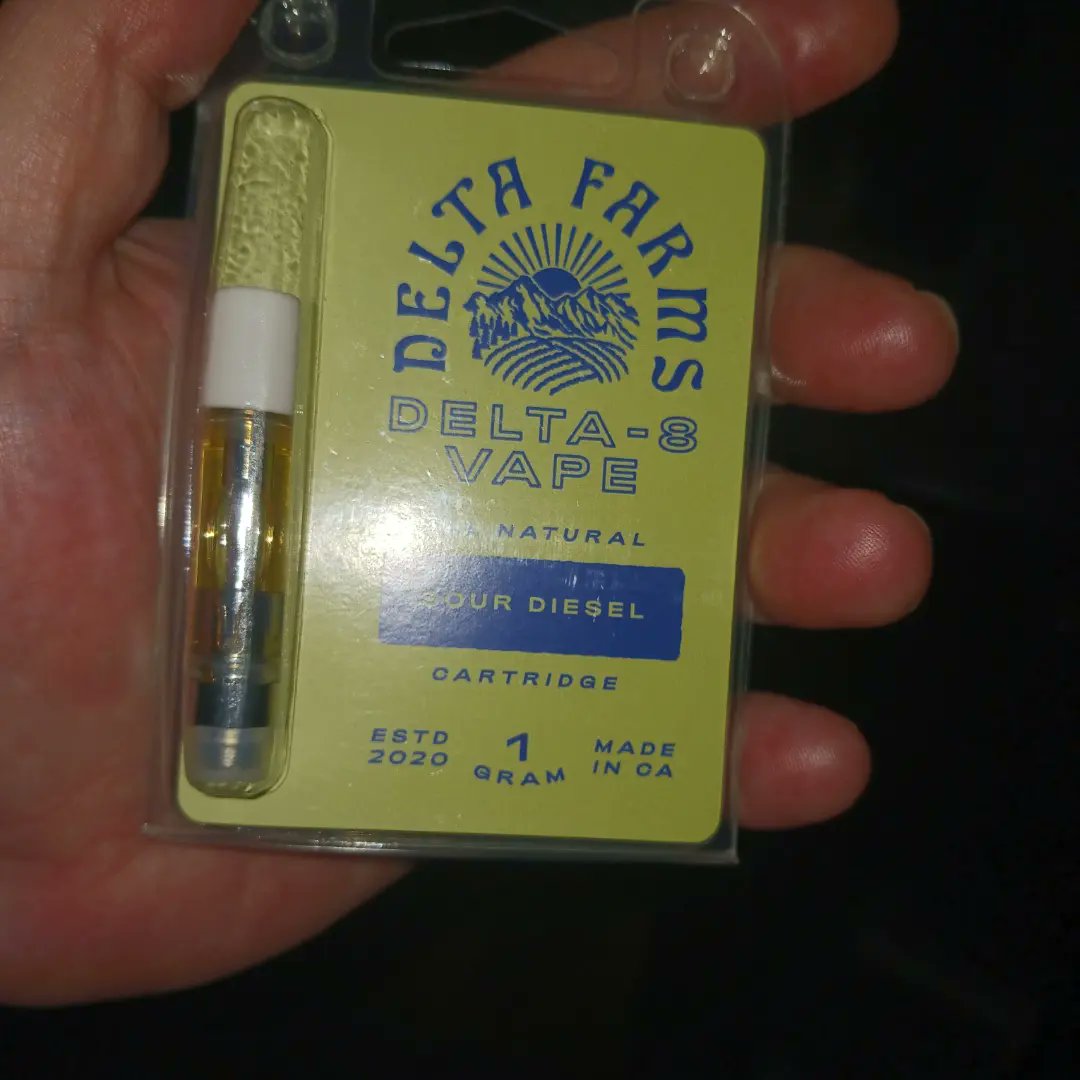 DELTA FARMS
DELTA-8
VAPE
NATURAL
SOUR DIESEL
CARTRIDGE
ESTD
2020
1
GRAM
MADE
IN CA